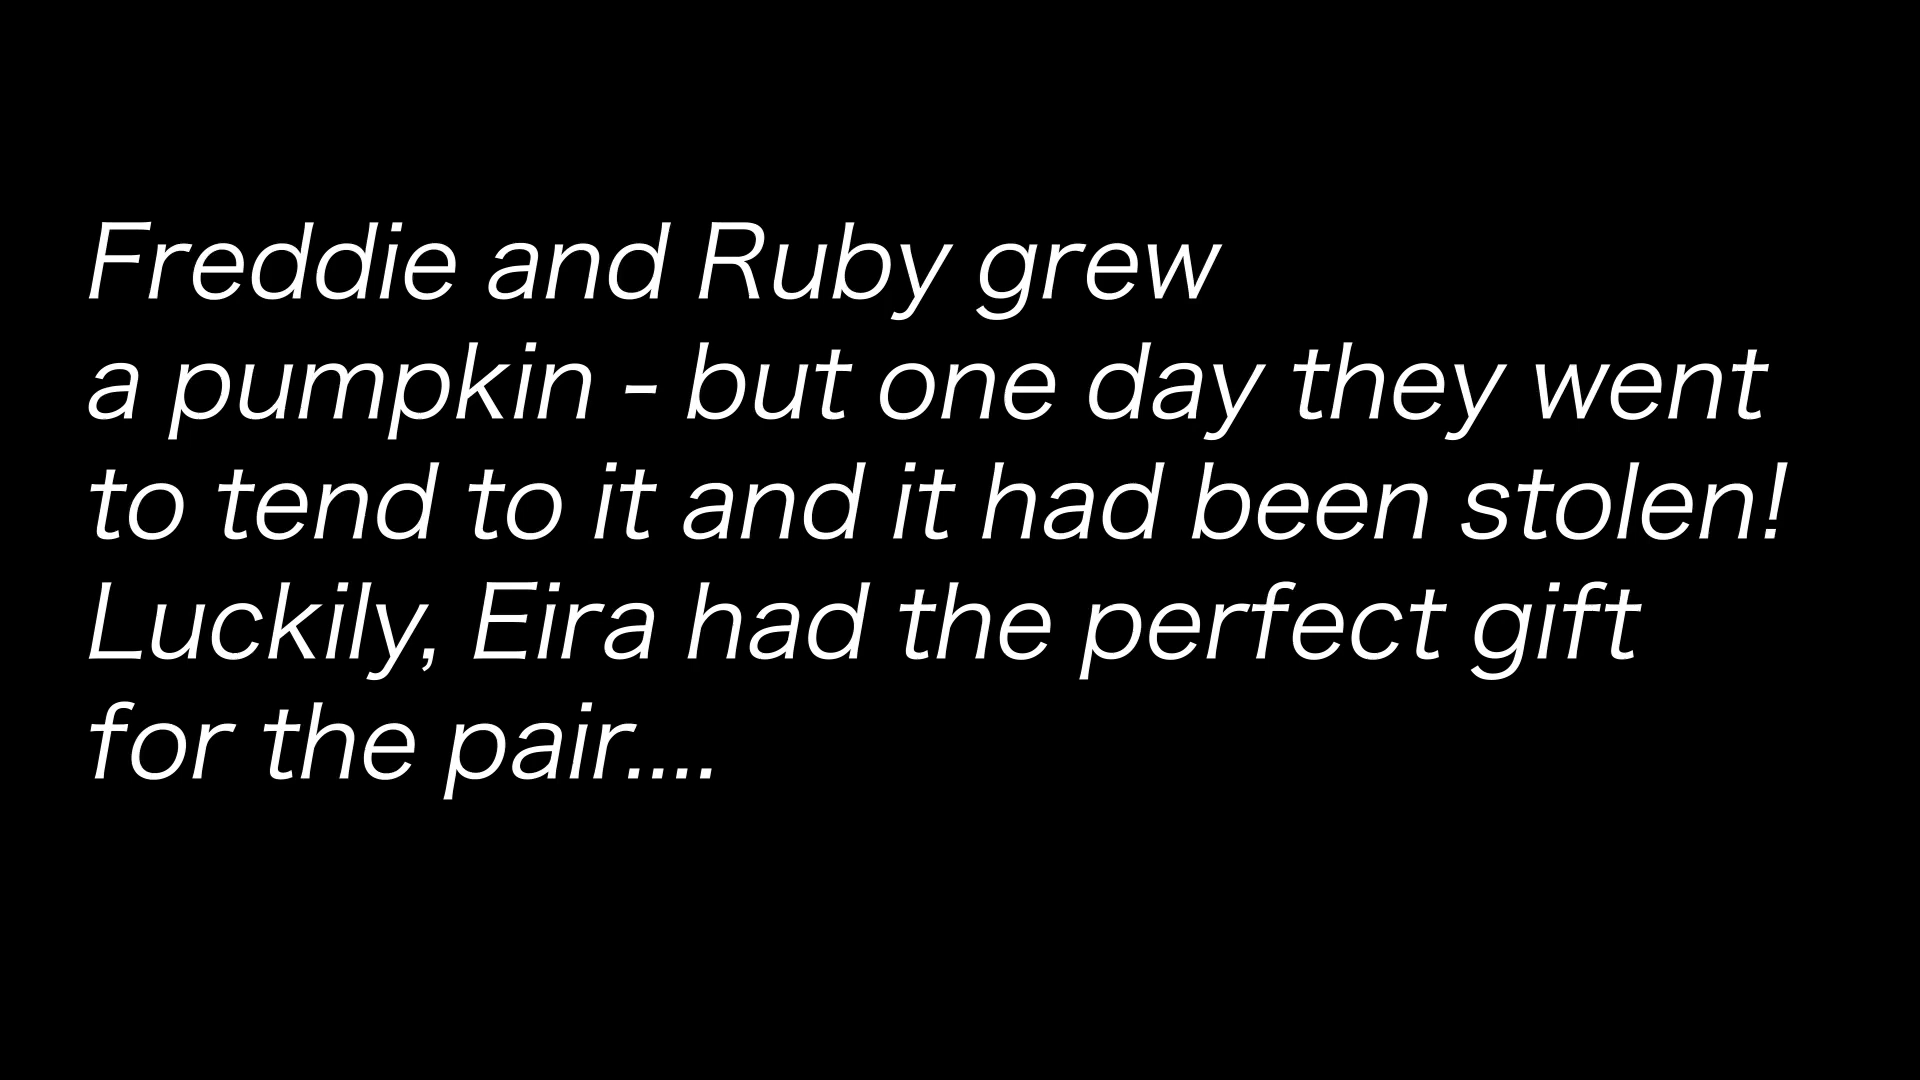 Freddie and Ruby grew
a pumpkin - but one day they went
to tend to it and it had been stolen!
Luckily, Eira had the perfect gift
for the pair....